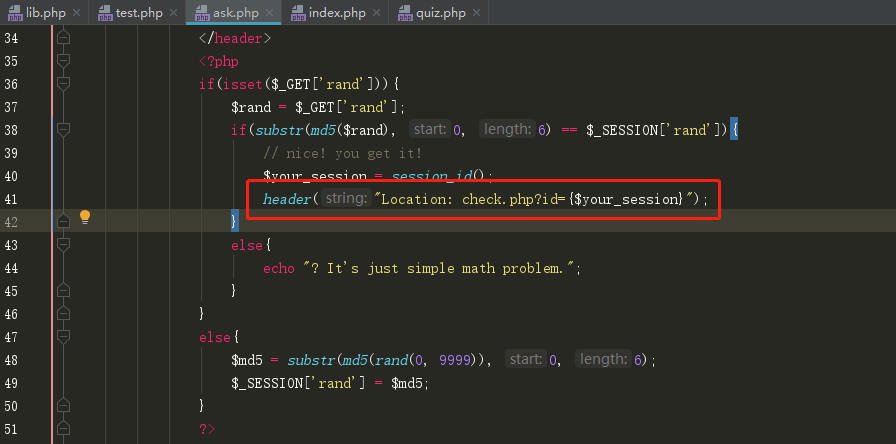 lib.php × test.php × ask.php × index.php × quiz.php ×
34 </header>
35 <?php
36 if(isset($_GET['rand'])){
37 $rand = $_GET['rand'];
38 if(substr(md5($rand), start: 0, length: 6) == $_SESSION['rand']){
39 // nice! you get it!
40 $your_session = session_id();
41 header( string: "Location: check.php?id={$your_session}");
42 }
43 else{
44 echo "? It's just simple math problem.";
45 }
46 }
47 else{
48 $md5 = substr(md5(rand(0, 9999)), start: 0, length: 6);
49 $_SESSION['rand'] = $md5;
50 }
51 ?>